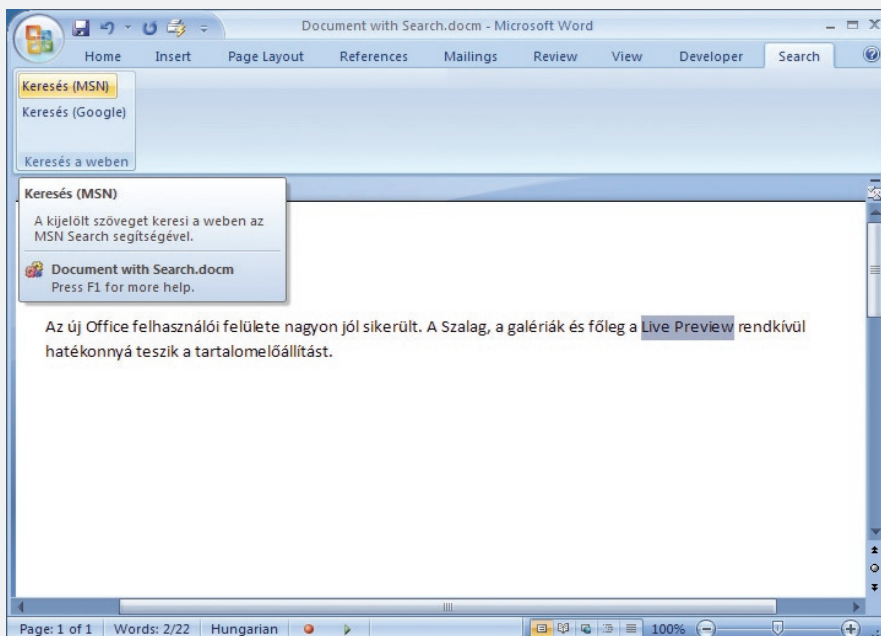 Document with Search.docm - Microsoft Word
Home Insert Page Layout References Mailings Review View Developer Search
Keresés (MSN)
Keresés (Google)
Keresés a weben
Keresés (MSN)
A kijelölt szöveget keresi a weben az
MSN Search segítségével.
Document with Search.docm
Press F1 for more help.
Az új Office felhasználói felülete nagyon jól sikerült. A Szalag, a galériák és főleg a Live Preview rendkívül
hatékonnyá teszik a tartalomelőállítást.
Page: 1 of 1 Words: 2/22 Hungarian 100%